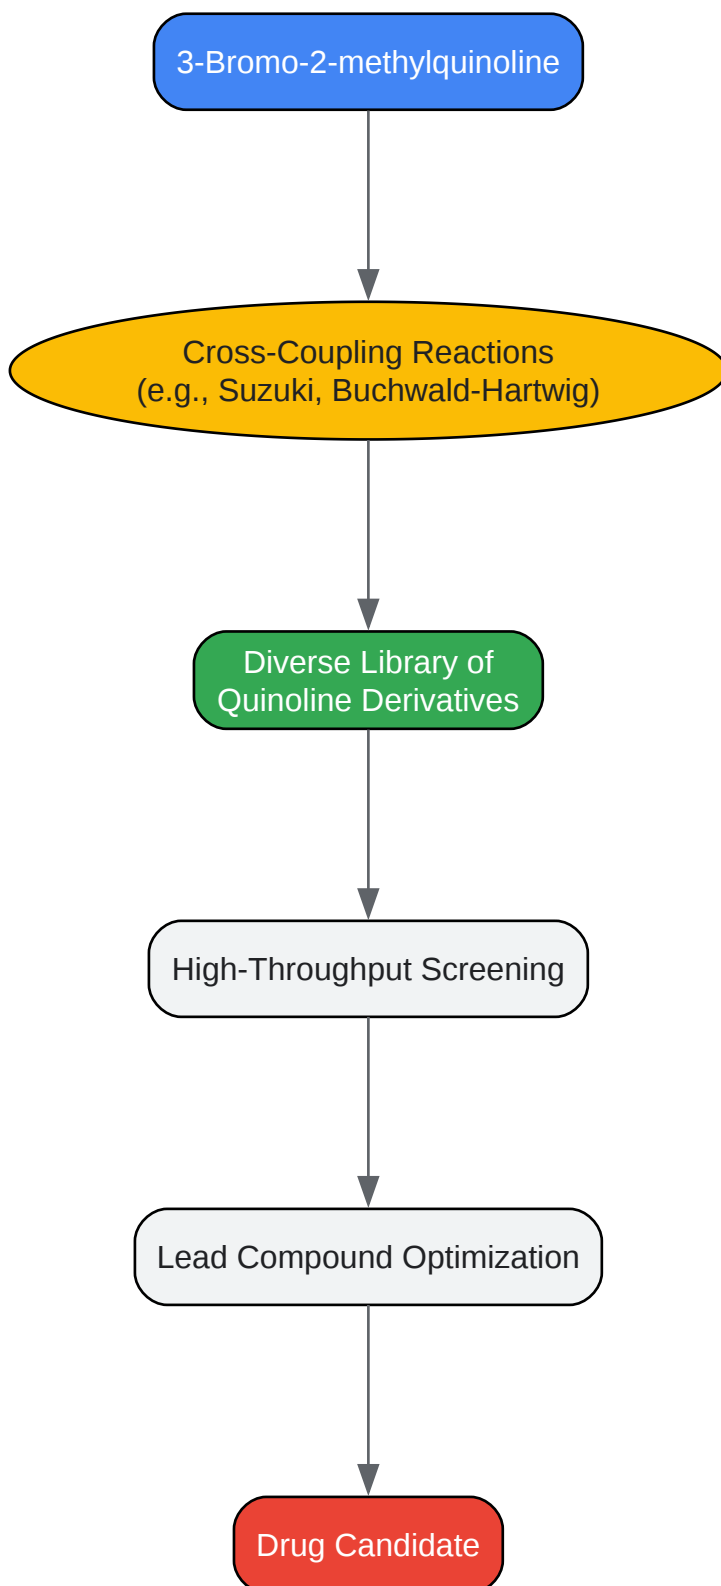 3-Bromo-2-methylquinoline
Cross-Coupling Reactions
(e.g., Suzuki, Buchwald-Hartwig)
Diverse Library of
Quinoline Derivatives
High-Throughput Screening
Lead Compound Optimization
Drug Candidate